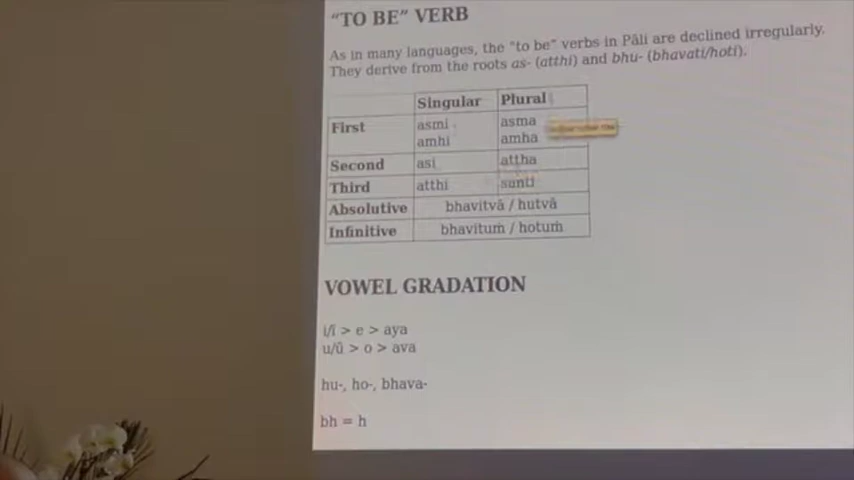 "TO BE" VERB
As in many languages, the "to be" verbs in Pāli are declined irregularly.
They derive from the roots as- (atthi) and bhu- (bhavati/hoti).
Singular Plural
First asmi asma
amhi amha
Second asi attha
Third atthi santi
Absolutive bhavitvā / hutvā
Infinitive bhavituṁ / hotuṁ
VOWEL GRADATION
i/ī > e > aya
u/ū > o > ava
hu-, ho-, bhava-
bh = h